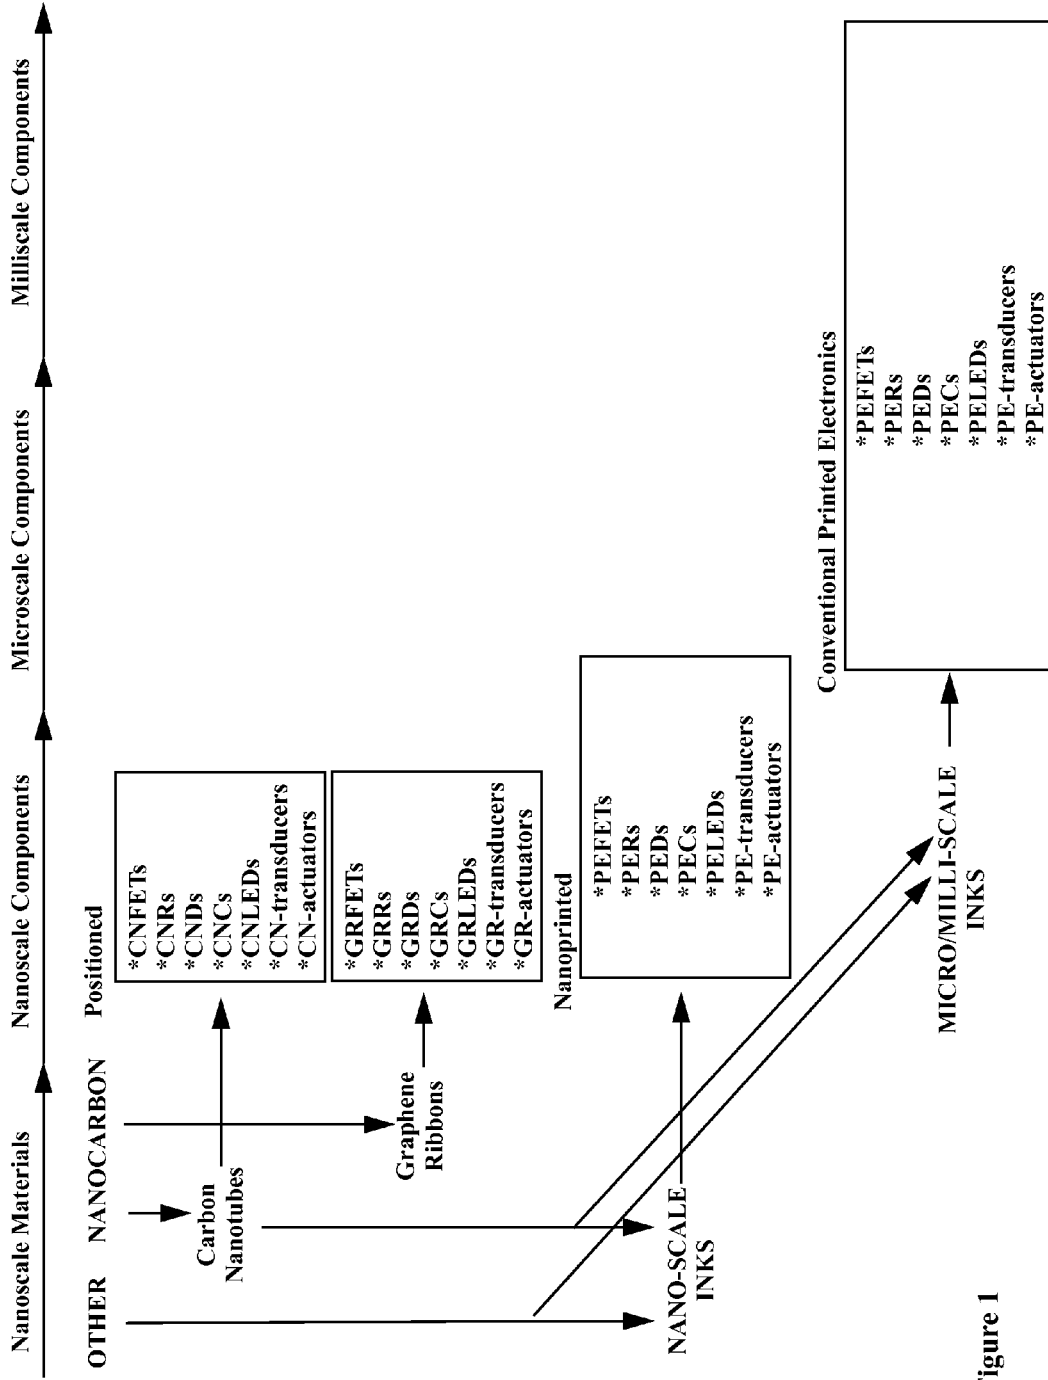 Nanoscale Materials
Nanoscale Components
Microscale Components
Milliscale Components
OTHER
NANOCARBON
Positioned
Carbon
Nanotubes
*CNFETs
*CNRs
*CNDs
*CNCs
*CNLEDs
*CN-transducers
*CN-actuators
Graphene
Ribbons
*GRFETs
*GRRs
*GRDs
*GRCs
*GRLEDs
*GR-transducers
*GR-actuators
Nanoprinted
NANO-SCALE
INKS
*PEFETs
*PERs
*PEDs
*PECs
*PELEDs
*PE-transducers
*PE-actuators
Conventional Printed Electronics
MICRO/MILLI-SCALE
INKS
*PEFETs
*PERs
*PEDs
*PECs
*PELEDs
*PE-transducers
*PE-actuators
Figure 1